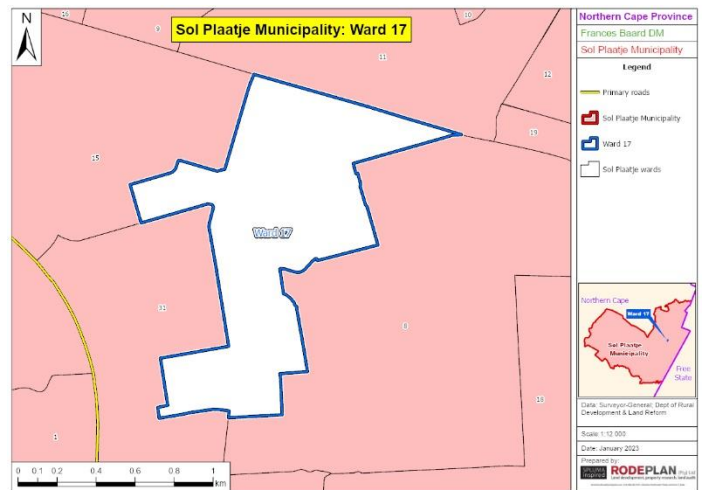 Sol Plaatje Municipality: Ward 17
N
16
9
10
11
12
19
15
Ward 17
31
8
18
1
0 0.1 0.2 0.4 0.6 0.8 1
km
Northern Cape Province
Frances Baard DM
Sol Plaatje Municipality
Legend
Primary roads
Sol Plaatje Municipality
Ward 17
Sol Plaatje wards
Northern Cape
Ward 17
Sol Plaatje
Municipality
Free
State
Data: Surveyor-General; Dept of Rural
Development & Land Reform
Scale 1:12 000
Date: January 2023
Prepared by:
SPLUMA
RODEPLAN (Pty) Ltd